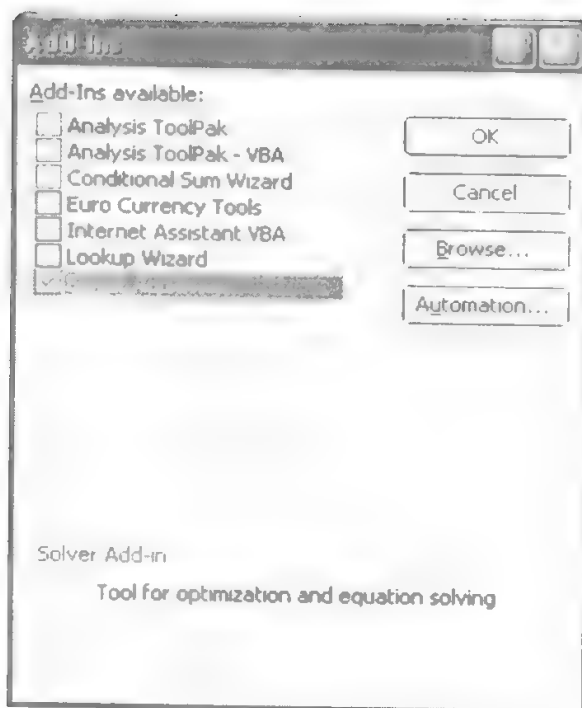 Add-Ins
Add-Ins available:
Analysis ToolPak
OK
Analysis ToolPak - VBA
Conditional Sum Wizard
Cancel
Euro Currency Tools
Internet Assistant VBA
Browse...
Lookup Wizard
Automation...
Solver Add-in
Tool for optimization and equation solving